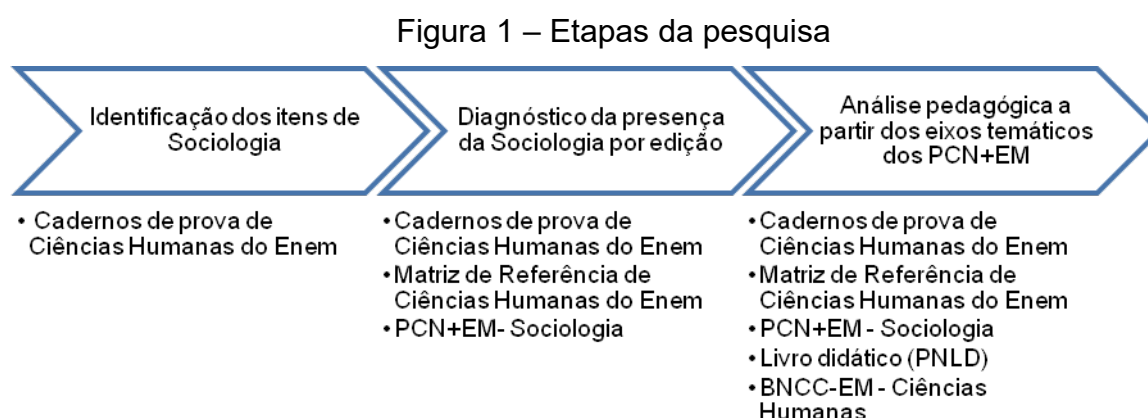 Figura 1 – Etapas da pesquisa
Identificação dos itens de
Sociologia
Diagnóstico da presença
da Sociologia por edição
Análise pedagógica a
partir dos eixos temáticos
dos PCN+EM
• Cadernos de prova de
Ciências Humanas do Enem
• Cadernos de prova de
Ciências Humanas do Enem
• Matriz de Referência de
Ciências Humanas do Enem
• PCN+EM- Sociologia
• Cadernos de prova de
Ciências Humanas do Enem
• Matriz de Referência de
Ciências Humanas do Enem
• PCN+EM - Sociologia
• Livro didático (PNLD)
• BNCC-EM - Ciências
Humanas